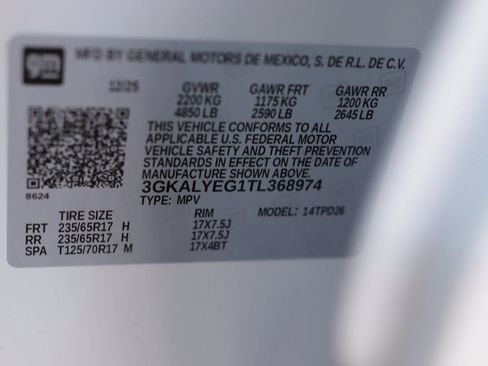 gm MFD BY GENERAL MOTORS DE MEXICO, S. DE R.L. DE C.V.
12/25 GVWR GAWR FRT GAWR RR
2200 KG 1175 KG 1200 KG
4850 LB 2590 LB 2645 LB
THIS VEHICLE CONFORMS TO ALL
APPLICABLE U.S. FEDERAL MOTOR
VEHICLE SAFETY AND THEFT PREVENTION
STANDARDS IN EFFECT ON THE DATE OF
MANUFACTURE SHOWN ABOVE.
8624 3GKALYEG1TL368974
TYPE: MPV
TIRE SIZE RIM MODEL: 14TPD26
FRT 235/65R17 H 17X7.5J
RR 235/65R17 H 17X7.5J
SPA T125/70R17 M 17X4BT